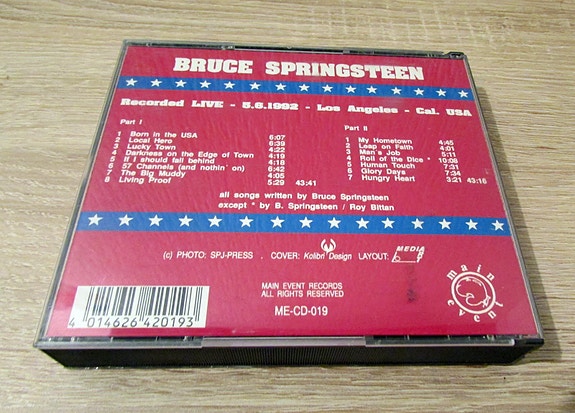 BRUCE SPRINGSTEEN
Recorded LIVE - 5.6.1992 - Los Angeles - Cal. USA
Part I
1 Born in the USA 6:07
2 Local Hero 6:39
3 Lucky Town 4:22
4 Darkness on the Edge of Town 4:19
5 If I should fall behind 4:18
6 57 Channels (and nothin' on) 6:42
7 The Big Muddy 4:05
8 Living Proof 5:29 43:41
Part II
1 My Hometown 4:45
2 Leap on Faith 4:01
3 Man's Job 5:11
4 Roll of the Dice * 10:08
5 Human Touch 7:31
6 Glory Days 7:34
7 Hungry Heart 3:21 43:16
all songs written by Bruce Springsteen
except * by B. Springsteen / Roy Bittan
(c) PHOTO: SPJ-PRESS . COVER: Kolibri Design LAYOUT: MEDIA
MAIN EVENT RECORDS
ALL RIGHTS RESERVED
ME-CD-019
4 014626 420193
main event